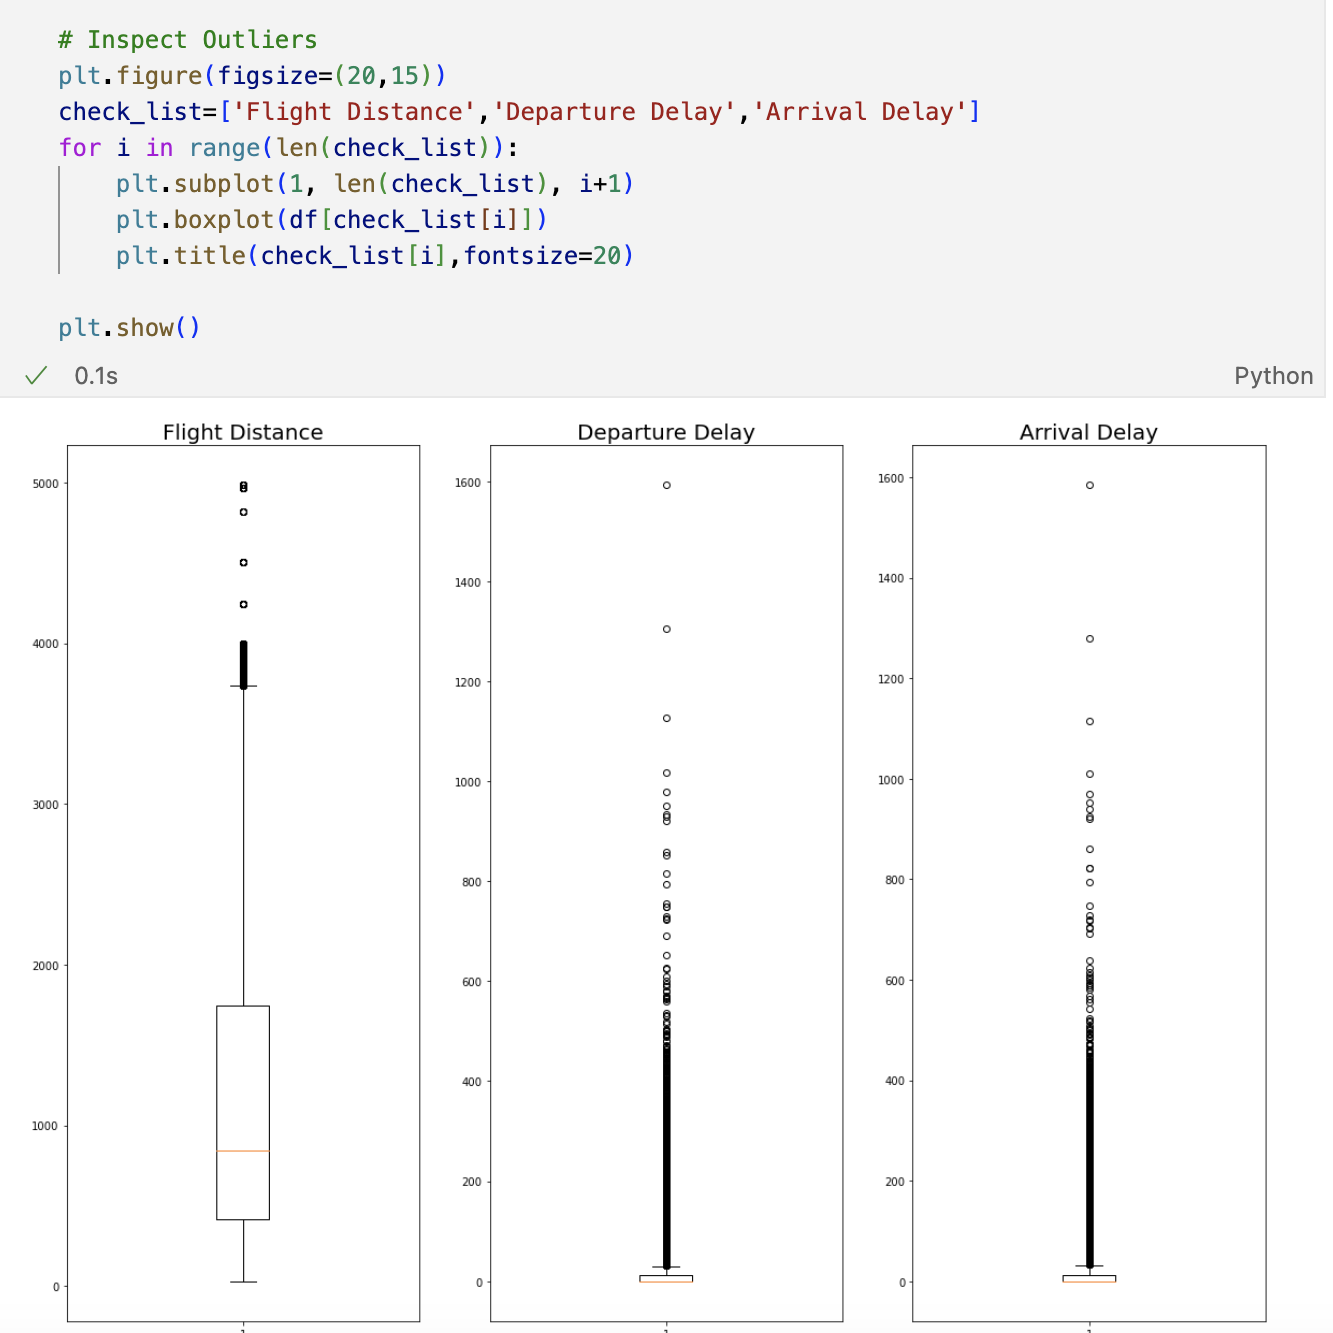 # Inspect Outliers
plt.figure(figsize=(20,15))
check_list=['Flight Distance','Departure Delay','Arrival Delay']
for i in range(len(check_list)):
    plt.subplot(1, len(check_list), i+1)
    plt.boxplot(df[check_list[i]])
    plt.title(check_list[i],fontsize=20)
plt.show()
0.1s
Python
Flight Distance
5000
4000
3000
2000
1000
0
1
Departure Delay
1600
1400
1200
1000
800
600
400
200
0
1
Arrival Delay
1600
1400
1200
1000
800
600
400
200
0
1